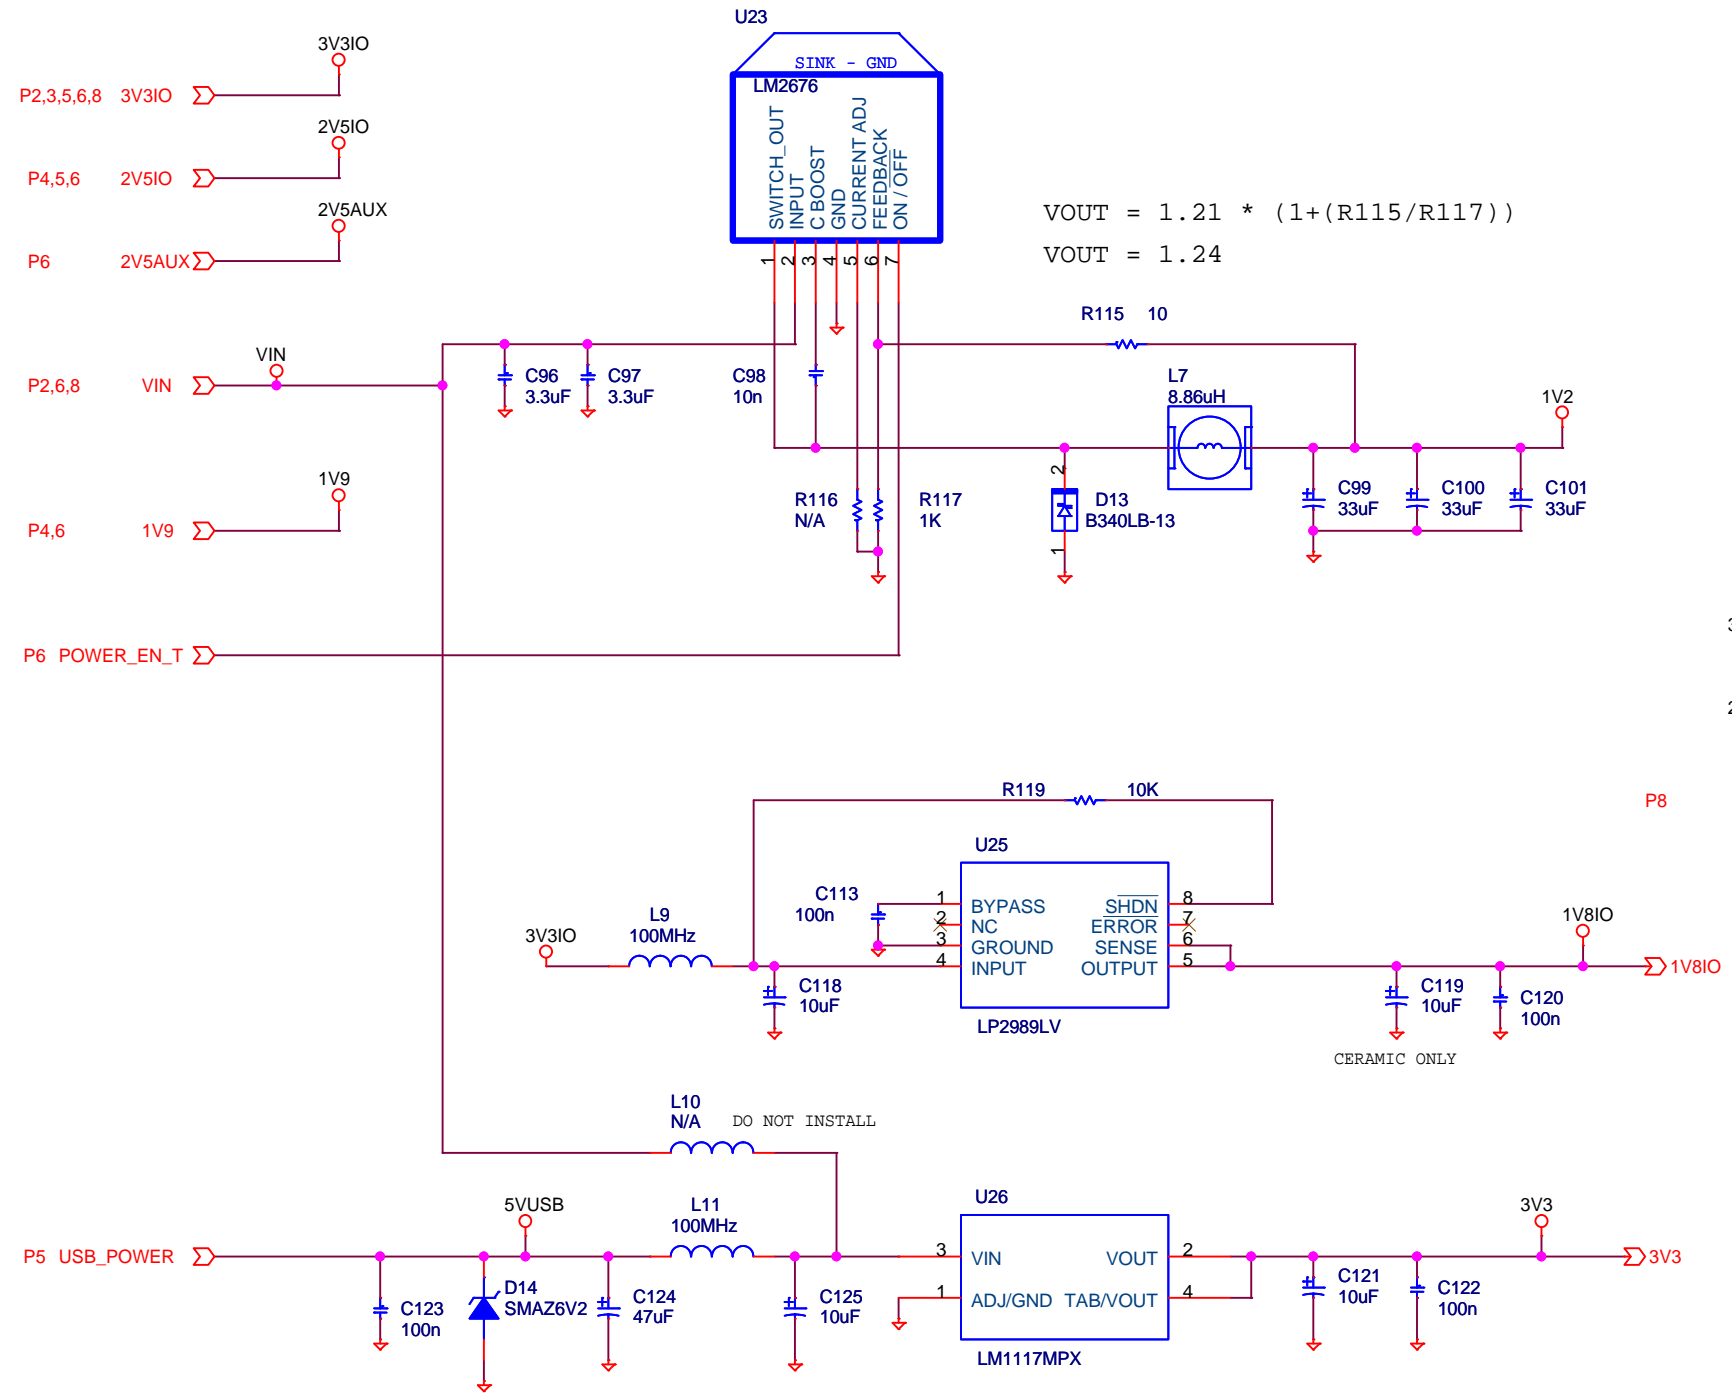 U23
SINK - GND
LM2676
SWITCH_OUT
INPUT
C BOOST
GND
CURRENT ADJ
FEEDBACK
ON / OFF
1
2
3
4
5
6
7
3V3IO
P2,3,5,6,8 3V3IO
2V5IO
P4,5,6 2V5IO
2V5AUX
P6 2V5AUX
VOUT = 1.21 * (1+(R115/R117))
VOUT = 1.24
R115 10
VIN
P2,6,8 VIN
C96
3.3uF
C97
3.3uF
C98
10n
L7
8.86uH
1V2
1V9
P4,6 1V9
R116
N/A
R117
1K
2
D13
B340LB-13
1
C99
33uF
C100
33uF
C101
33uF
P6 POWER_EN_T
R119 10K
P8
U25
C113
100n
1 BYPASS SHDN 8
2 NC ERROR 7
3 GROUND SENSE 6
4 INPUT OUTPUT 5
LP2989LV
L9
100MHz
3V3IO
C118
10uF
1V8IO
1V8IO
C119
10uF
C120
100n
CERAMIC ONLY
L10
N/A DO NOT INSTALL
5VUSB
L11
100MHz
U26
3V3
P5 USB_POWER
3 VIN VOUT 2
1 ADJ/GND TAB/VOUT 4
LM1117MPX
3V3
C123
100n
D14
SMAZ6V2
C124
47uF
C125
10uF
C121
10uF
C122
100n